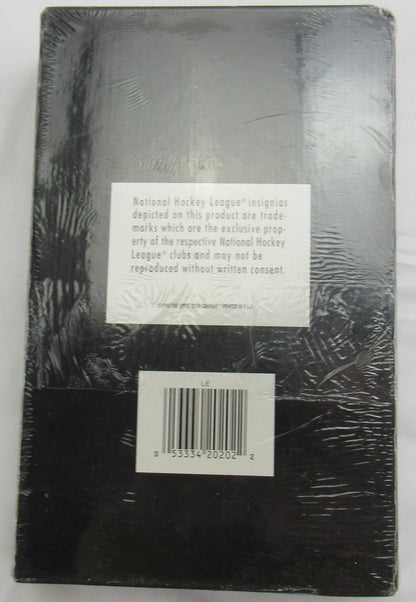 National Hockey League® insignias
depicted on this product are trade-
marks which are the exclusive prop-
erty of the respective National Hockey
League® clubs and may not be
reproduced without written consent.
PRINTED IN U.S.A.
LE
0 53334 20202 2